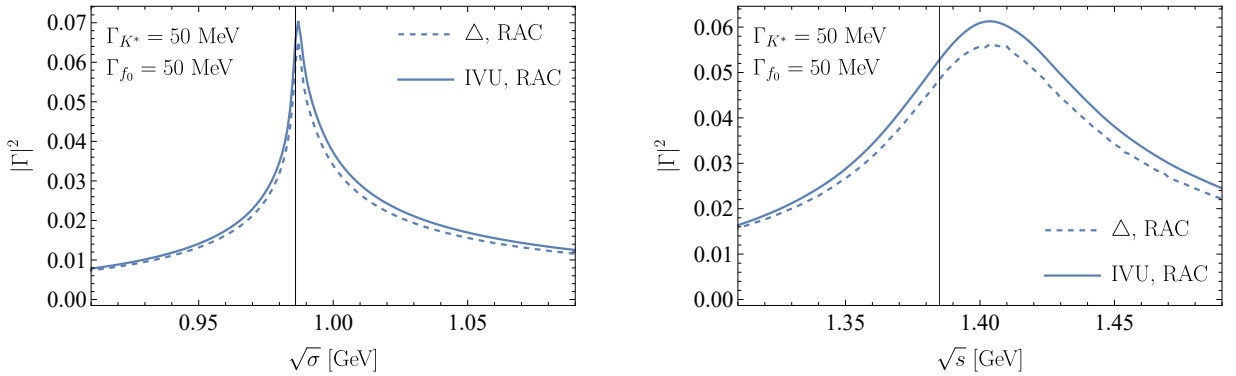 |Γ|²
0.07
0.06
0.05
0.04
0.03
0.02
0.01
0.00
Γ_{K*} = 50 MeV
Γ_{f_0} = 50 MeV
△, RAC
IVU, RAC
0.95
1.00
1.05
√σ [GeV]
|Γ|²
0.06
0.05
0.04
0.03
0.02
0.01
0.00
Γ_{K*} = 50 MeV
Γ_{f_0} = 50 MeV
△, RAC
IVU, RAC
1.35
1.40
1.45
√s [GeV]